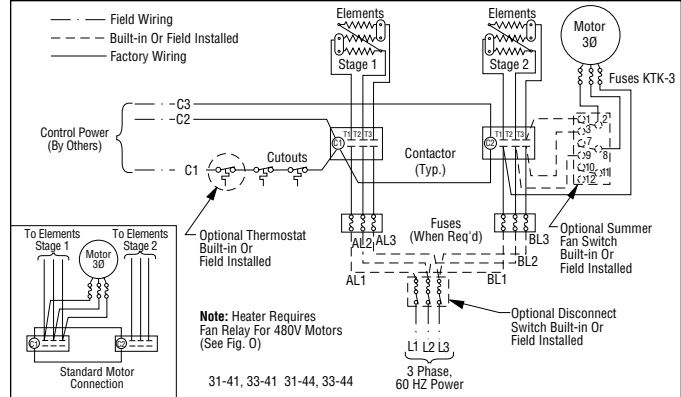 Field Wiring
Built-in Or Field Installed
Factory Wiring
Elements
Stage 1
Elements
Stage 2
Motor
3Ø
Fuses KTK-3
C3
C2
Control Power
(By Others)
C1
Cutouts
T1 T2 T3
C1
Contactor
(Typ.)
T1 T2 T3
C2
1 2
3
7
9 8
10 11
12
Optional Thermostat
Built-in Or
Field Installed
AL2 AL3
AL1
Fuses
(When Req'd)
BL3
BL2
BL1
Optional Summer
Fan Switch
Built-in Or
Field Installed
Optional Disconnect
Switch Built-in Or
Field Installed
L1 L2 L3
3 Phase,
60 HZ Power
Note: Heater Requires
Fan Relay For 480V Motors
(See Fig. O)
31-41, 33-41 31-44, 33-44
To Elements
Stage 1
To Elements
Stage 2
Motor
3Ø
C1
C2
Standard Motor
Connection